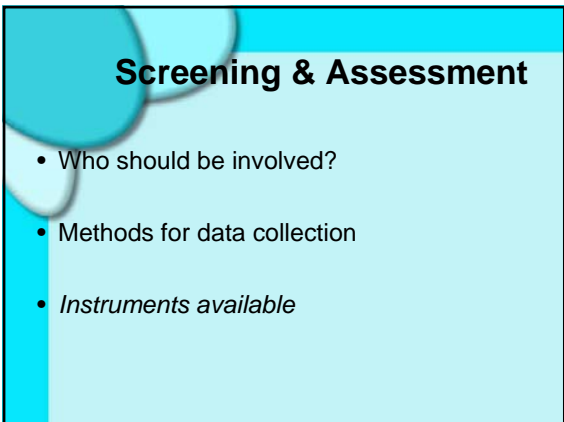 Screening & Assessment
• Who should be involved?
• Methods for data collection
• Instruments available